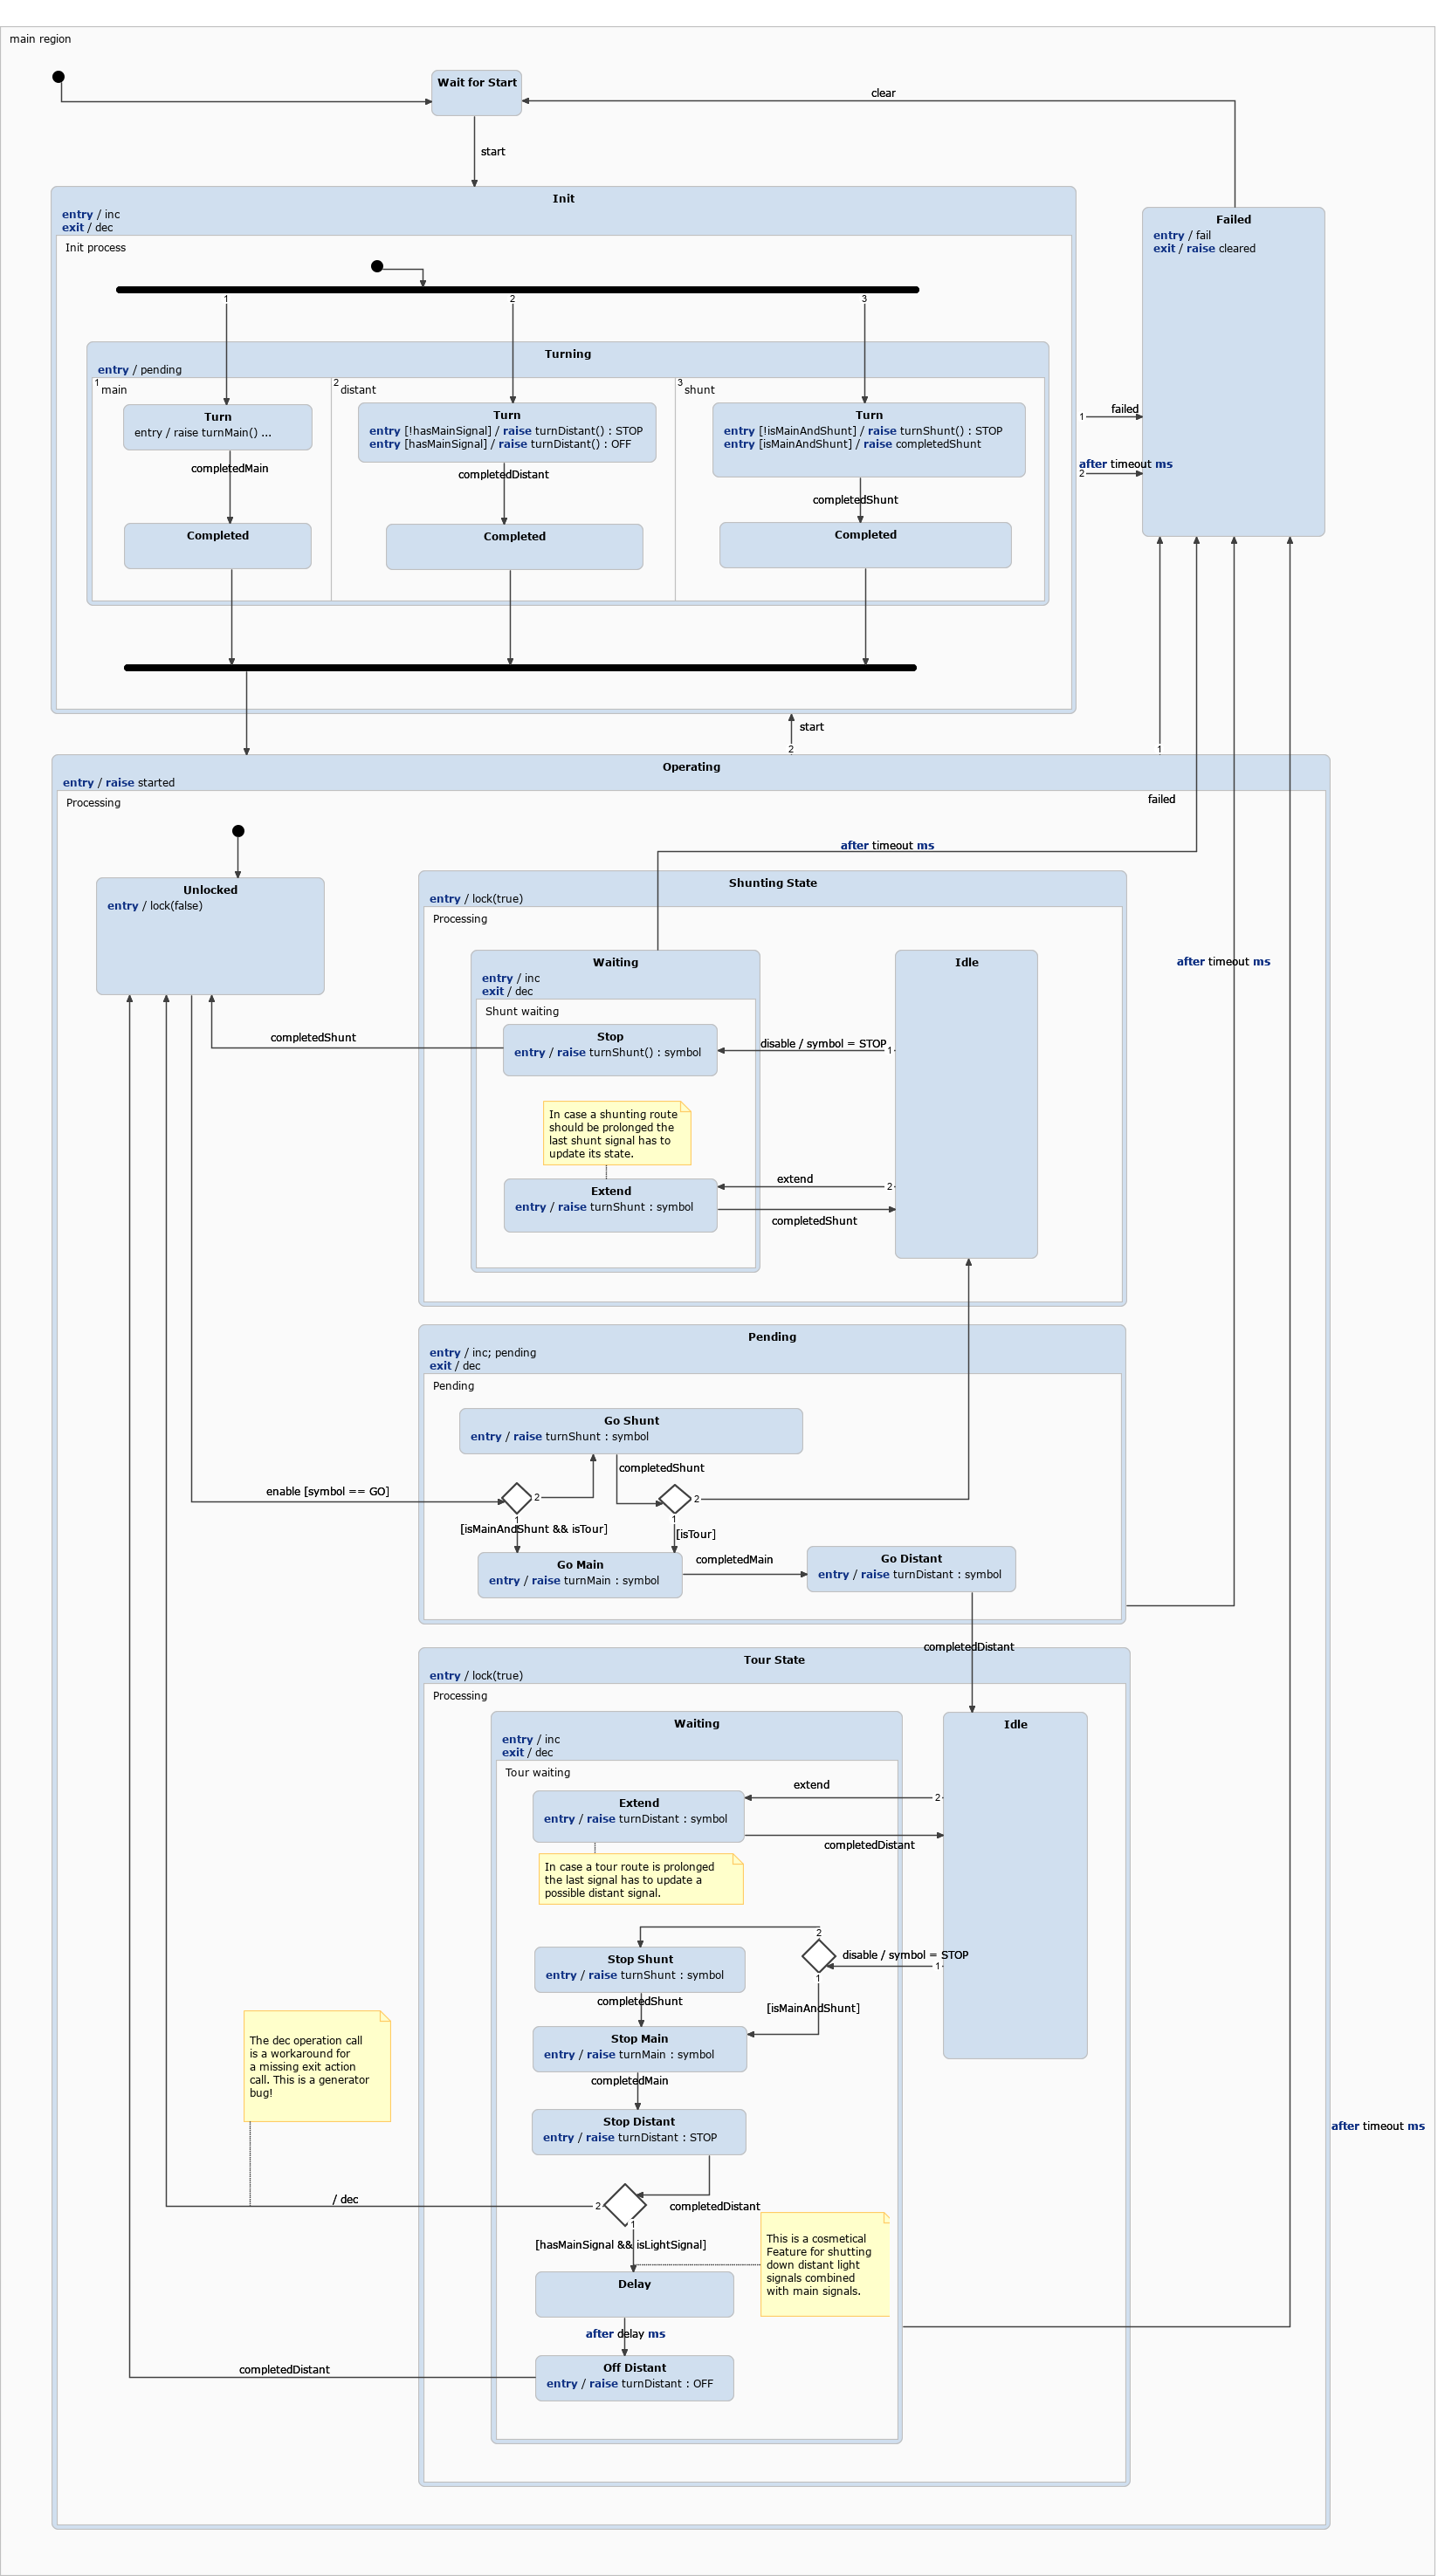 main region
Wait for Start
clear
start
Init
entry / inc
exit / dec
Init process
1
2
3
Turning
entry / pending
1
main
2
distant
3
shunt
Turn
entry / raise turnMain() ...
Turn
entry [!hasMainSignal] / raise turnDistant() : STOP
entry [hasMainSignal] / raise turnDistant() : OFF
Turn
entry [!isMainAndShunt] / raise turnShunt() : STOP
entry [isMainAndShunt] / raise completedShunt
completedMain
completedDistant
completedShunt
Completed
Completed
Completed
Failed
entry / fail
exit / raise cleared
1
failed
after timeout ms
2
start
2
1
Operating
entry / raise started
Processing
failed
after timeout ms
Unlocked
entry / lock(false)
Shunting State
entry / lock(true)
Processing
Waiting
entry / inc
exit / dec
Shunt waiting
Idle
after timeout ms
Stop
entry / raise turnShunt() : symbol
completedShunt
disable / symbol = STOP
1
In case a shunting route
should be prolonged the
last shunt signal has to
update its state.
Extend
entry / raise turnShunt : symbol
extend
2
completedShunt
Pending
entry / inc; pending
exit / dec
Pending
Go Shunt
entry / raise turnShunt : symbol
completedShunt
enable [symbol == GO]
2
2
1
1
[isMainAndShunt && isTour]
[isTour]
Go Main
entry / raise turnMain : symbol
completedMain
Go Distant
entry / raise turnDistant : symbol
completedDistant
Tour State
entry / lock(true)
Processing
Waiting
entry / inc
exit / dec
Tour waiting
Idle
Extend
entry / raise turnDistant : symbol
extend
2
completedDistant
In case a tour route is prolonged
the last signal has to update a
possible distant signal.
2
disable / symbol = STOP
1
1
Stop Shunt
entry / raise turnShunt : symbol
completedShunt
[isMainAndShunt]
Stop Main
entry / raise turnMain : symbol
completedMain
Stop Distant
entry / raise turnDistant : STOP
The dec operation call
is a workaround for
a missing exit action
call. This is a generator
bug!
after timeout ms
/ dec
2
completedDistant
1
[hasMainSignal && isLightSignal]
This is a cosmetical
Feature for shutting
down distant light
signals combined
with main signals.
Delay
after delay ms
Off Distant
entry / raise turnDistant : OFF
completedDistant